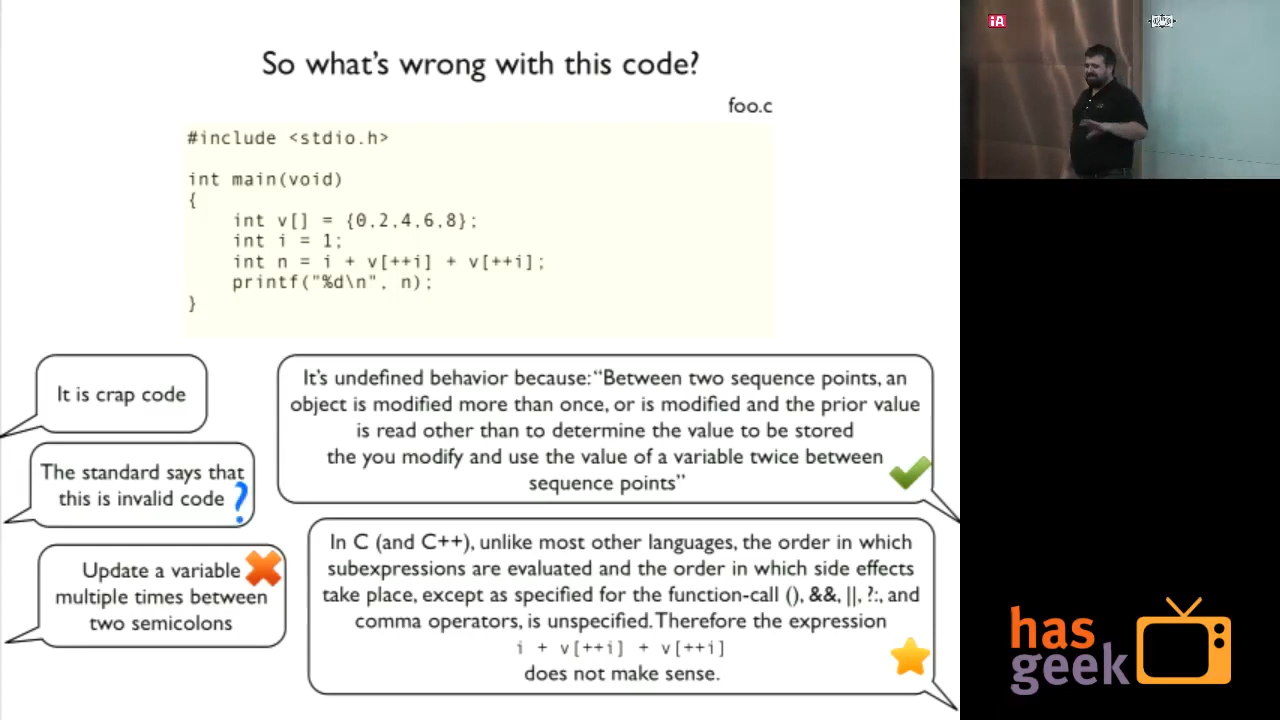 So what's wrong with this code?
foo.c
#include <stdio.h>
int main(void)
{
int v[] = {0,2,4,6,8};
int i = 1;
int n = i + v[++i] + v[++i];
printf("%d\n", n);
}
It is crap code
The standard says that
this is invalid code
?
Update a variable
multiple times between
two semicolons
It's undefined behavior because: "Between two sequence points, an
object is modified more than once, or is modified and the prior value
is read other than to determine the value to be stored
the you modify and use the value of a variable twice between
sequence points"
In C (and C++), unlike most other languages, the order in which
subexpressions are evaluated and the order in which side effects
take place, except as specified for the function-call (), &&, ||, ?:, and
comma operators, is unspecified. Therefore the expression
i + v[++i] + v[++i]
does not make sense.
iA
has
geek